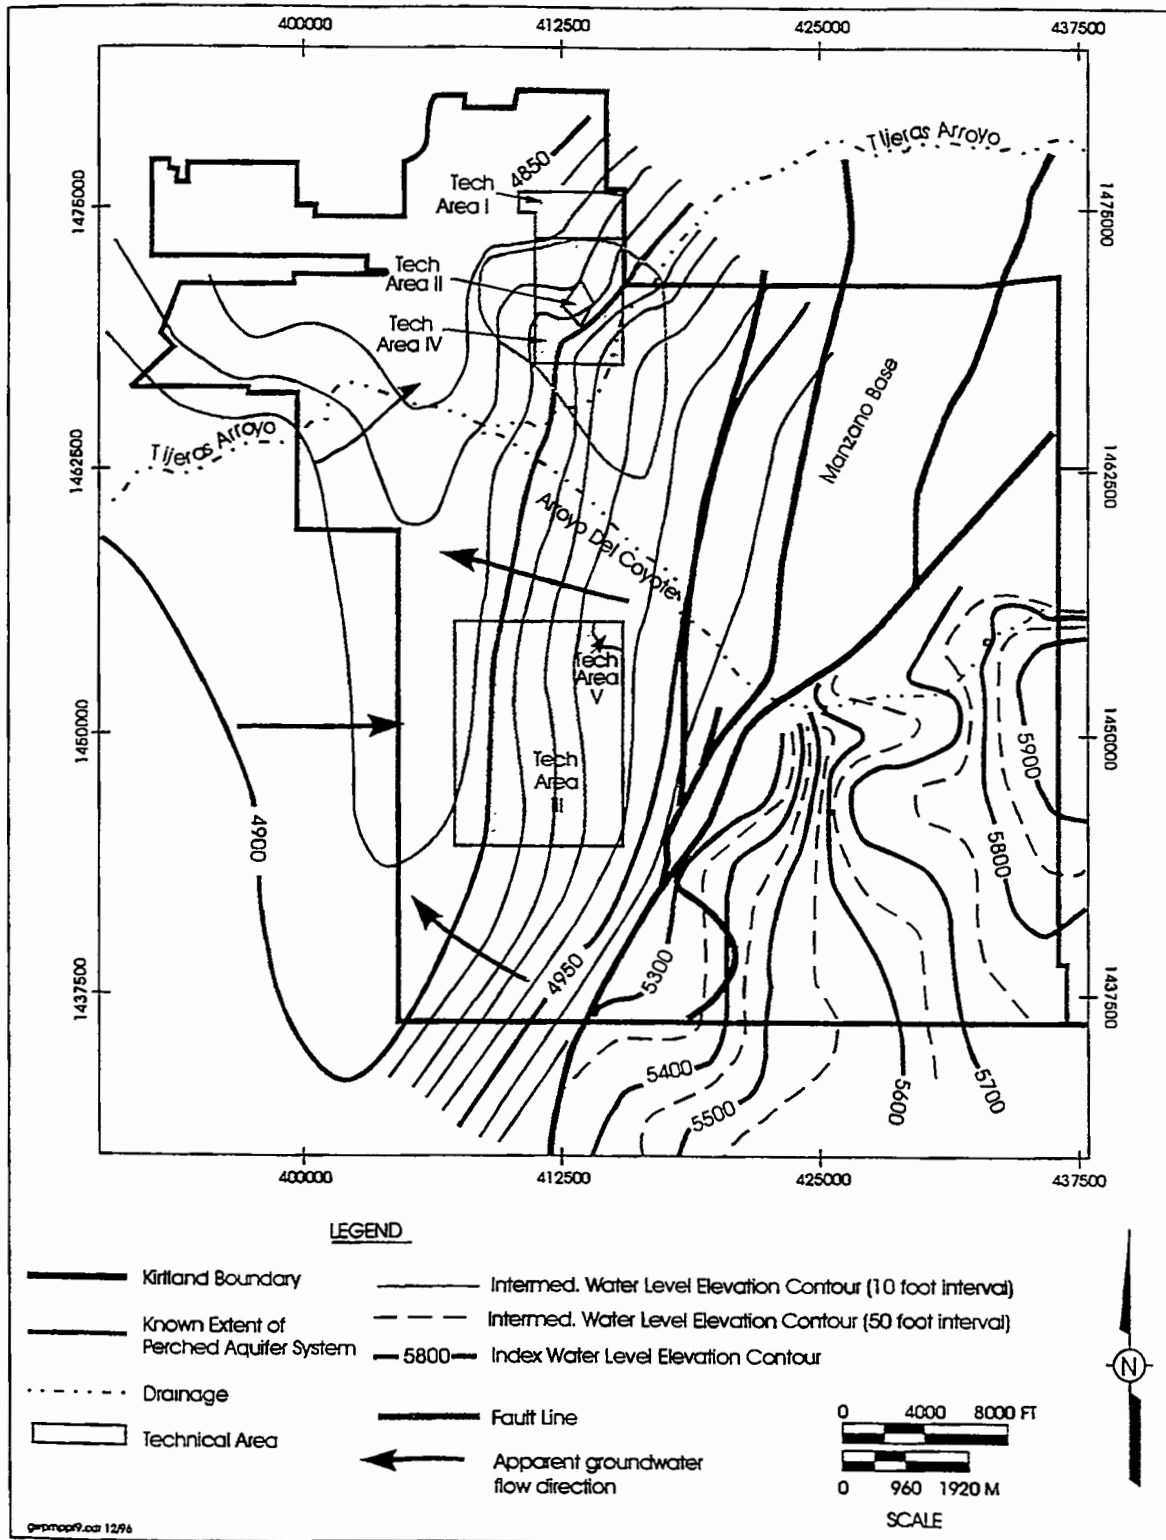 400000
412500
425000
437500
Tijeras Arroyo
4850
Tech
Area I
1475000
1475000
Tech
Area II
Tech
Area IV
Manzano Base
Tijeras Arroyo
1462500
1462500
Arroyo Del Coyote
Tech
Area
V
1450000
1450000
5900
Tech
Area
III
4900
5800
4950
5300
1437500
1437500
5400
5500
5600
5700
400000
412500
425000
437500
LEGEND
Kirtland Boundary
Known Extent of
Perched Aquifer System
Drainage
Technical Area
Intermed. Water Level Elevation Contour (10 foot interval)
Intermed. Water Level Elevation Contour (50 foot interval)
5800
Index Water Level Elevation Contour
Fault Line
Apparent groundwater
flow direction
N
0 4000 8000 FT
0 960 1920 M
SCALE